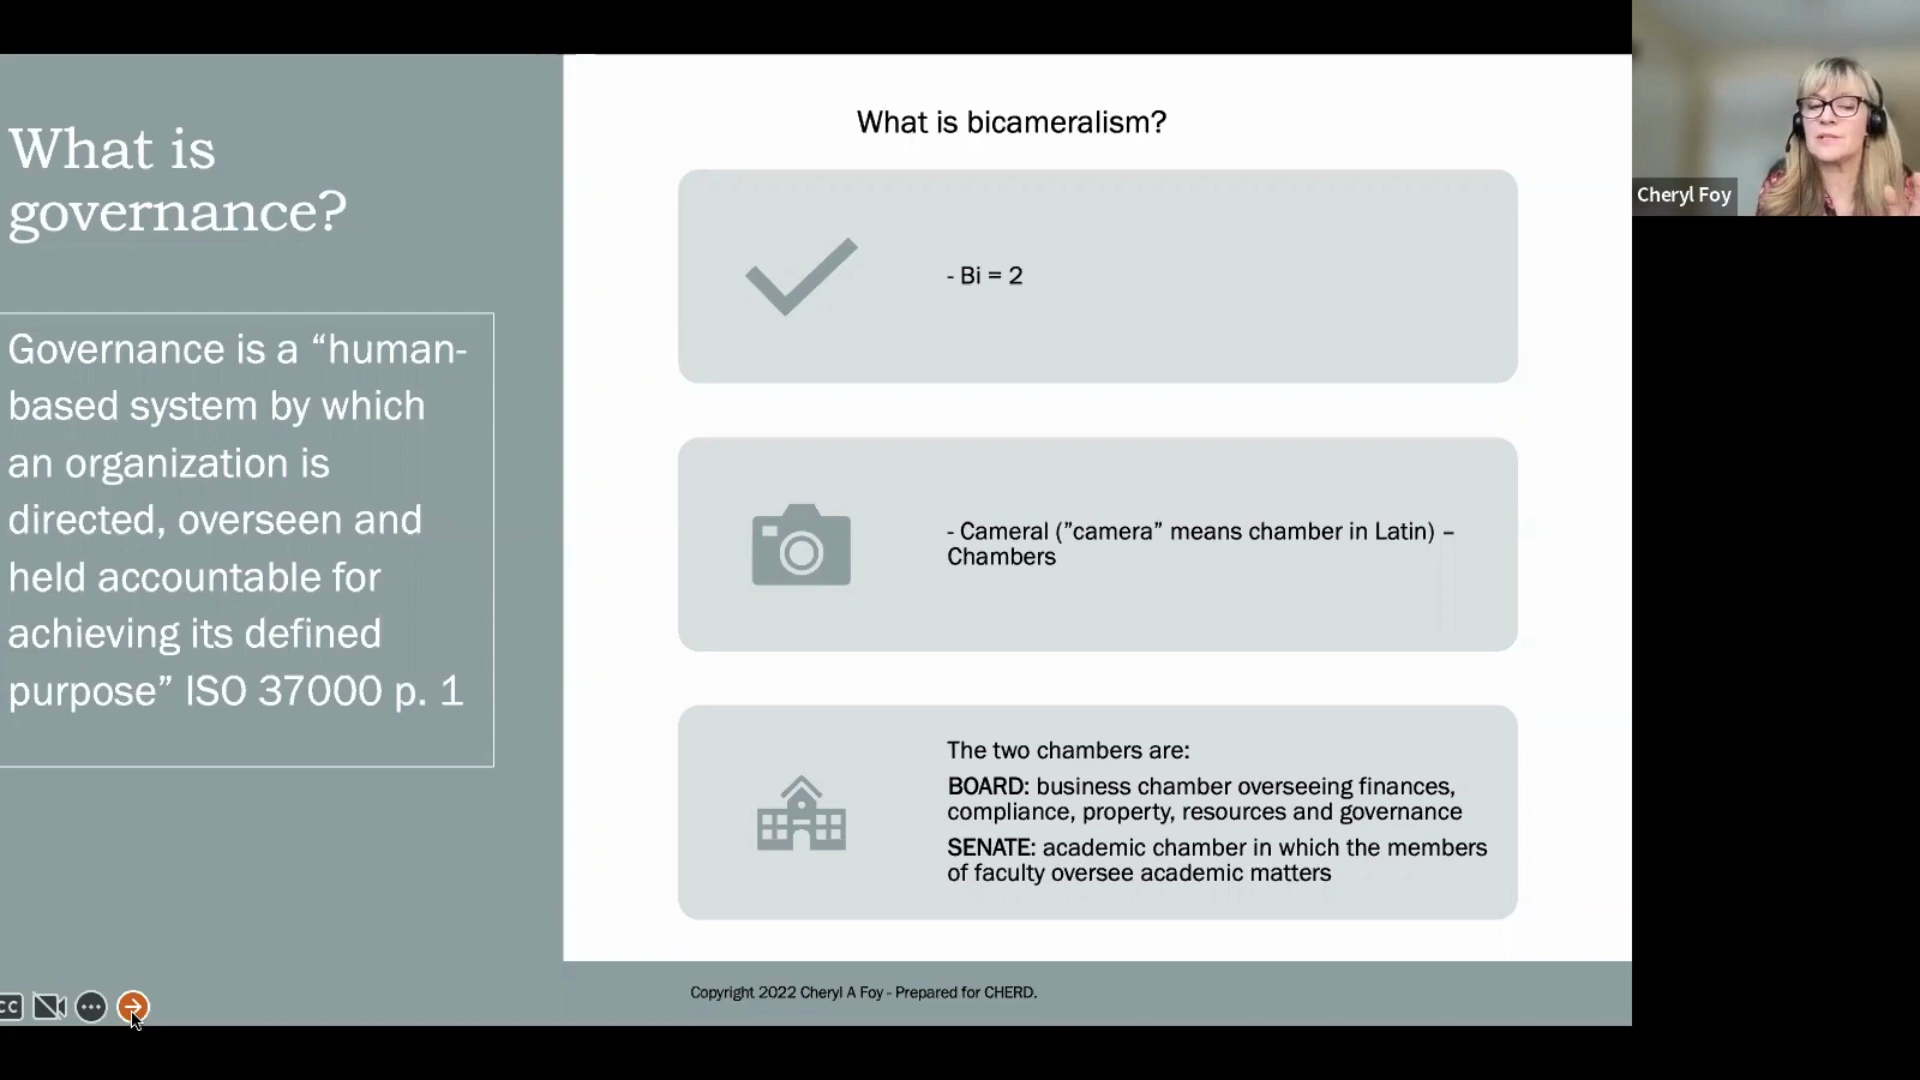 What is
governance?
Governance is a “human-
based system by which
an organization is
directed, overseen and
held accountable for
achieving its defined
purpose” ISO 37000 p. 1
What is bicameralism?
- Bi = 2
- Cameral (”camera” means chamber in Latin) –
Chambers
The two chambers are:
BOARD: business chamber overseeing finances,
compliance, property, resources and governance
SENATE: academic chamber in which the members
of faculty oversee academic matters
Copyright 2022 Cheryl A Foy - Prepared for CHERD.
CC
Cheryl Foy